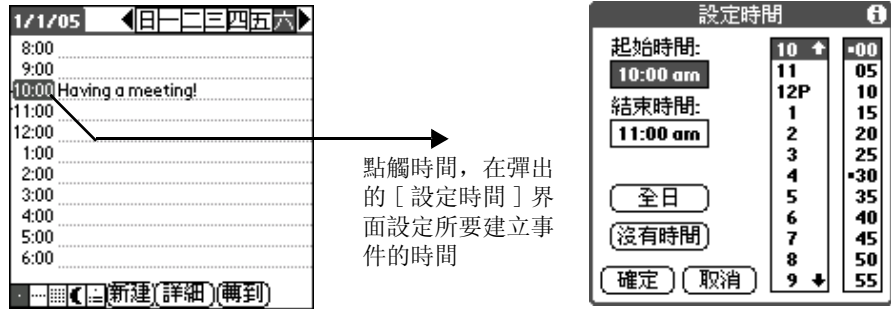 1/1/05 日 一 二 三 四 五 六
8:00
9:00
10:00 Having a meeting!
11:00
12:00
1:00
2:00
3:00
4:00
5:00
6:00
新建 詳細 轉到
點觸時間，在彈出
的［設定時間］界
面設定所要建立事
件的時間
設定時間
起始時間:
10:00 am
結束時間:
11:00 am
全日
沒有時間
確定 取消
10 00
11 05
12P 10
1 15
2 20
3 25
4 30
5 35
6 40
7 45
8 50
9 55